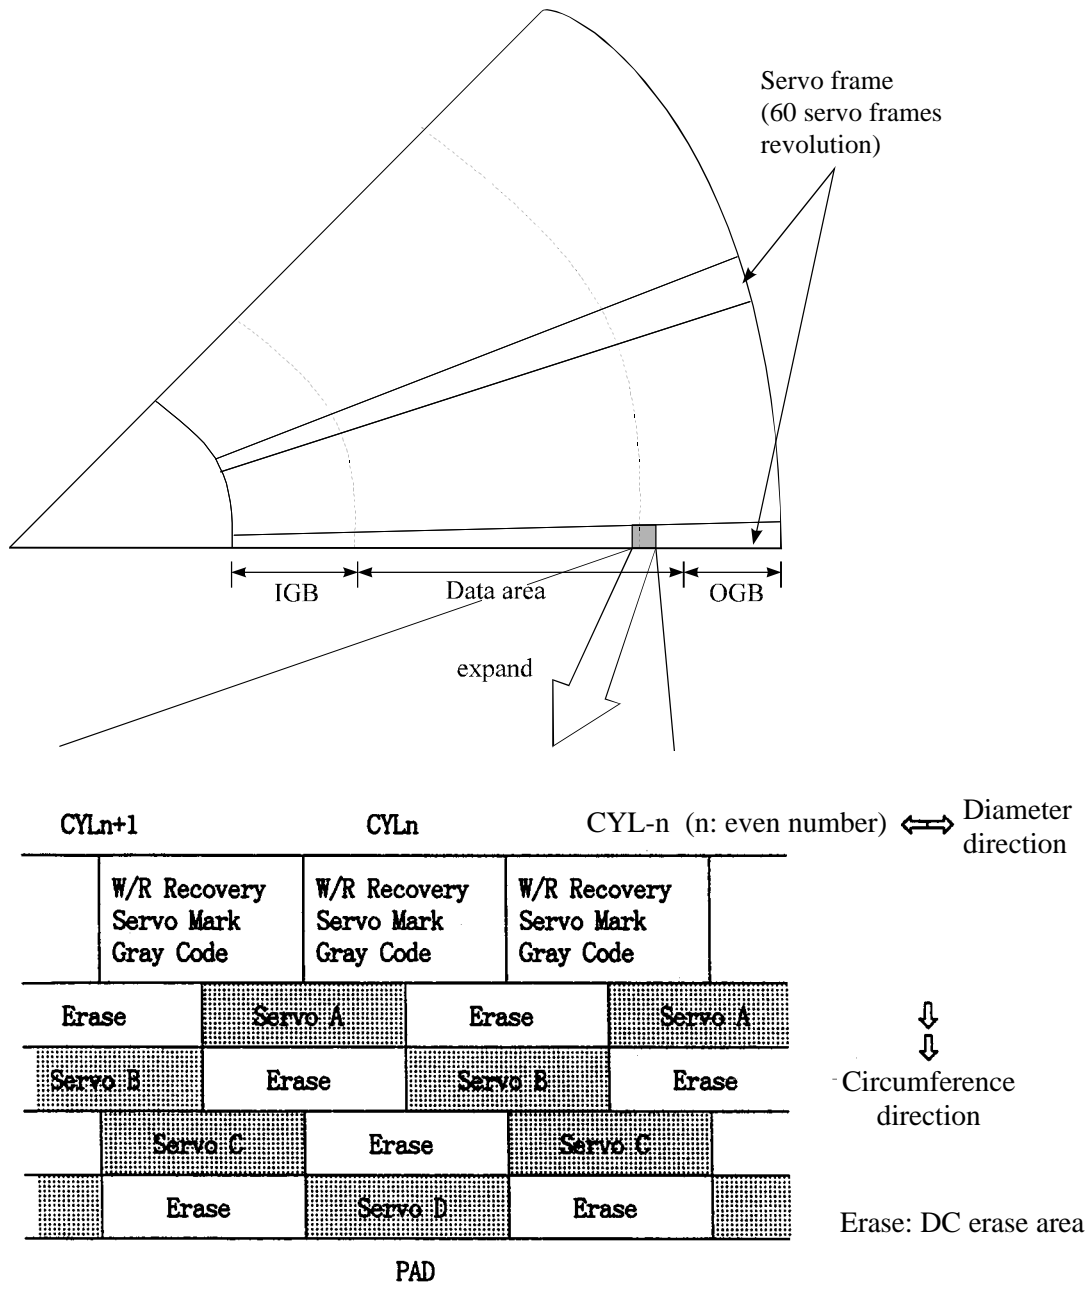 Servo frame
(60 servo frames
revolution)
IGB
Data area
OGB
expand
CYLn+1
CYLn
CYL-n (n: even number)
Diameter
direction
W/R Recovery
Servo Mark
Gray Code
W/R Recovery
Servo Mark
Gray Code
W/R Recovery
Servo Mark
Gray Code
Erase
Servo A
Erase
Servo A
Servo B
Erase
Servo B
Erase
Circumference
direction
Servo C
Erase
Servo C
Erase
Servo D
Erase
Erase: DC erase area
PAD